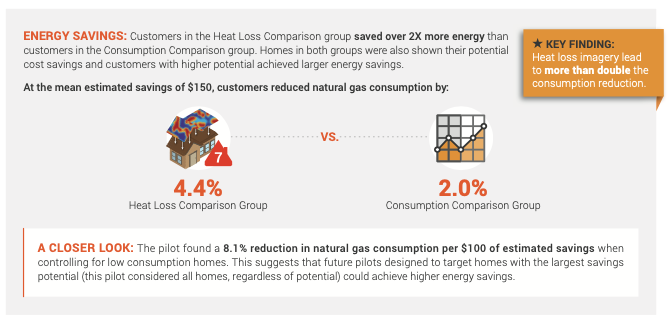 ENERGY SAVINGS: Customers in the Heat Loss Comparison group saved over 2X more energy than
customers in the Consumption Comparison group. Homes in both groups were also shown their potential
cost savings and customers with higher potential achieved larger energy savings.
★ KEY FINDING:
Heat loss imagery lead
to more than double the
consumption reduction.
At the mean estimated savings of $150, customers reduced natural gas consumption by:
7
VS.
4.4%
Heat Loss Comparison Group
2.0%
Consumption Comparison Group
A CLOSER LOOK: The pilot found a 8.1% reduction in natural gas consumption per $100 of estimated savings when
controlling for low consumption homes. This suggests that future pilots designed to target homes with the largest savings
potential (this pilot considered all homes, regardless of potential) could achieve higher energy savings.